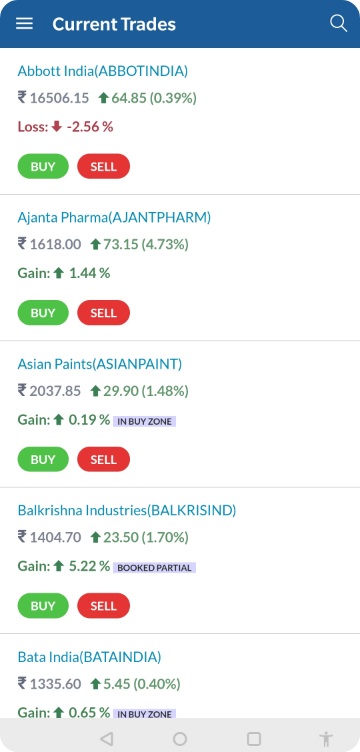 Current Trades
Abbott India(ABBOTINDIA)
₹ 16506.15 64.85 (0.39%)
Loss: -2.56 %
BUY SELL
Ajanta Pharma(AJANTPHARM)
₹ 1618.00 73.15 (4.73%)
Gain: 1.44 %
BUY SELL
Asian Paints(ASIANPAINT)
₹ 2037.85 29.90 (1.48%)
Gain: 0.19 % IN BUY ZONE
BUY SELL
Balkrishna Industries(BALKRISIND)
₹ 1404.70 23.50 (1.70%)
Gain: 5.22 % BOOKED PARTIAL
BUY SELL
Bata India(BATAINDIA)
₹ 1335.60 5.45 (0.40%)
Gain: 0.65 % IN BUY ZONE